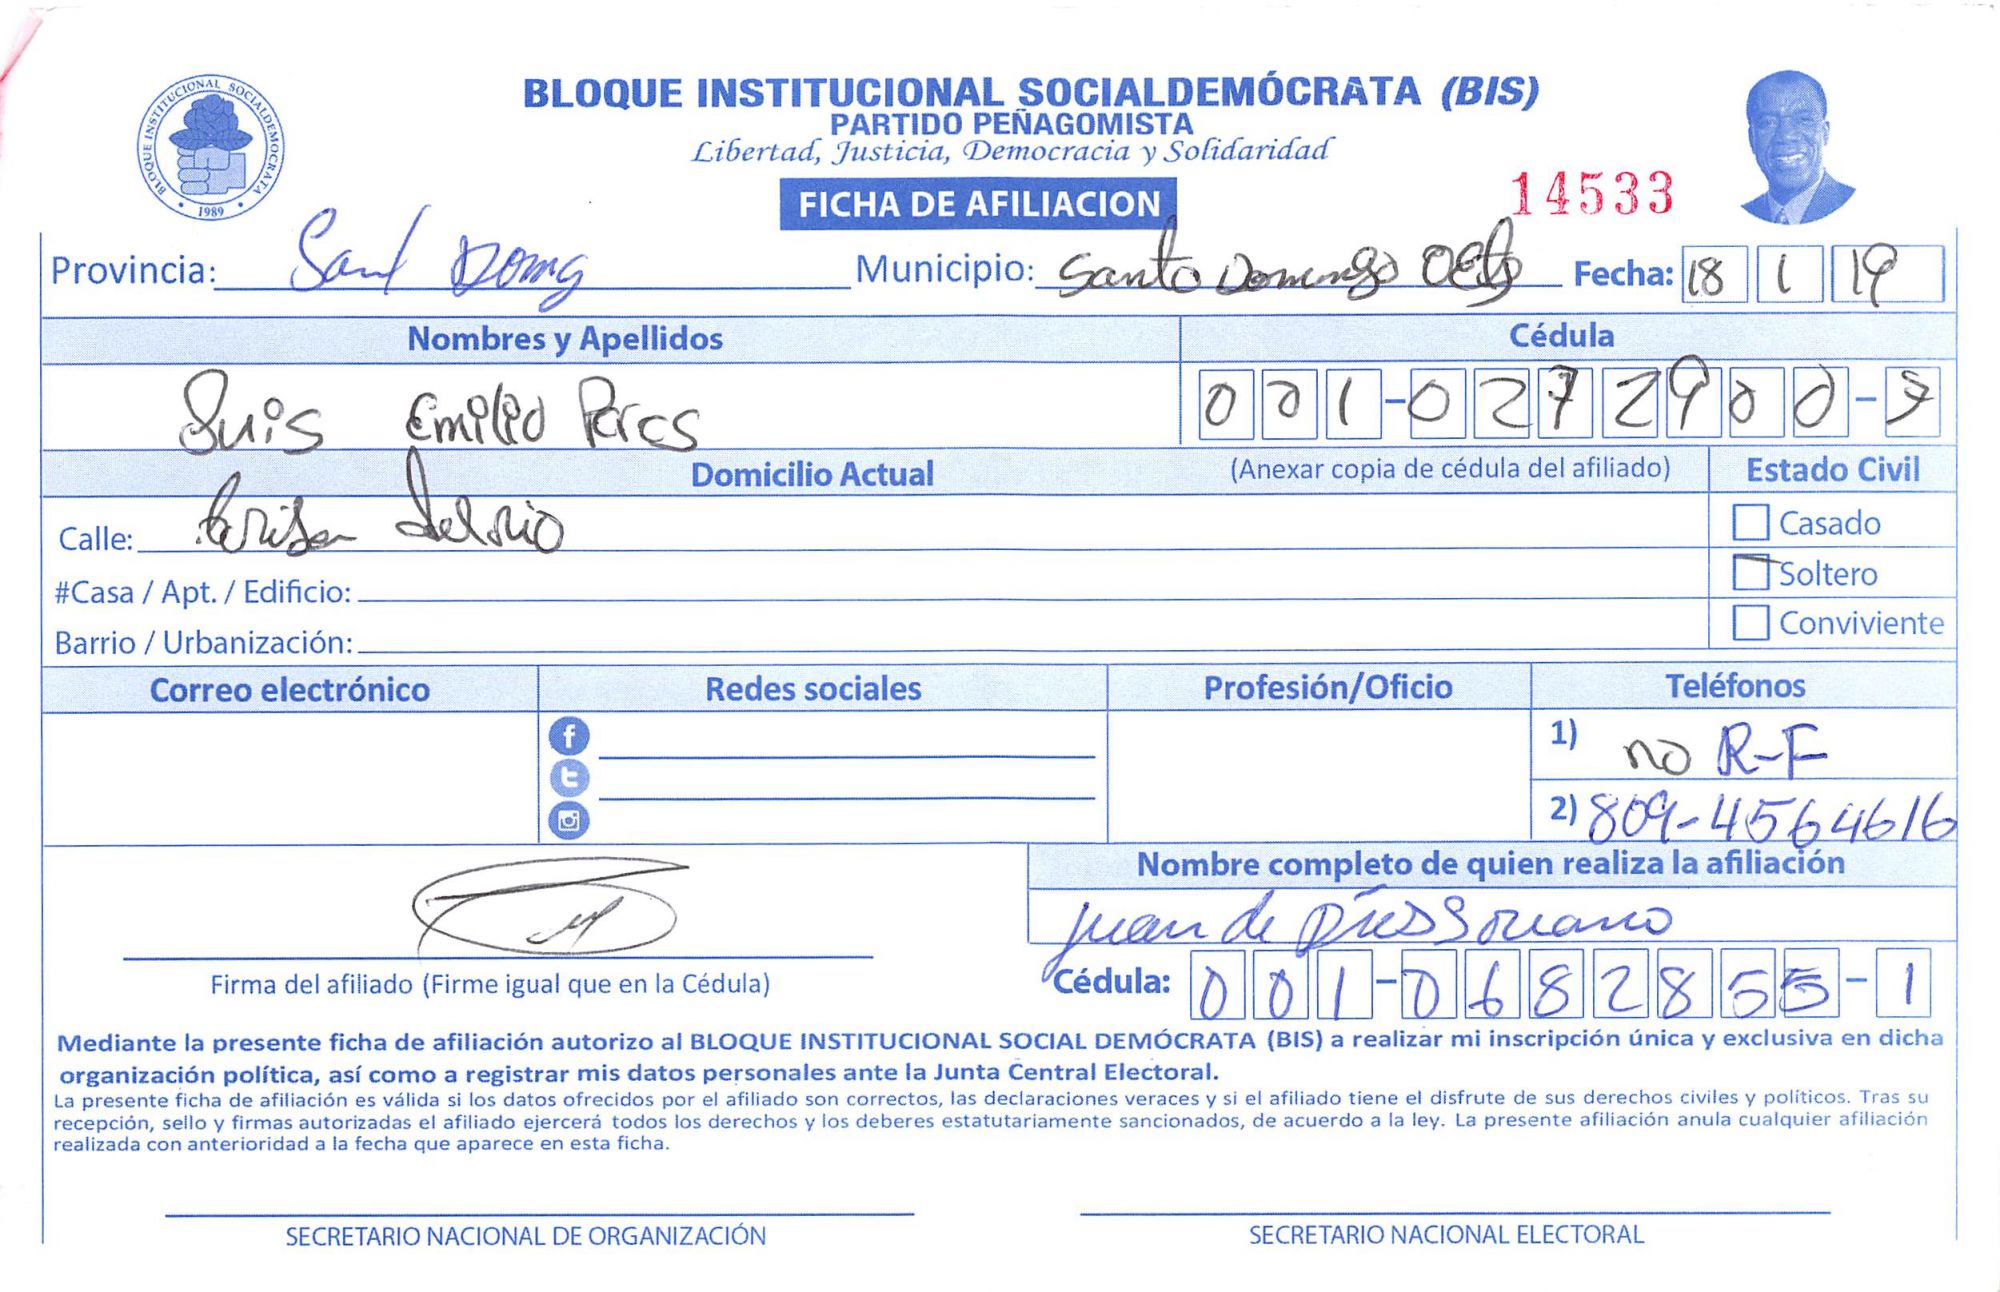 BLOQUE INSTITUCIONAL SOCIALDEMOCRATA
1989
BLOQUE INSTITUCIONAL SOCIALDEMÓCRATA (BIS)
PARTIDO PEÑAGOMISTA
Libertad, Justicia, Democracia y Solidaridad
FICHA DE AFILIACION
14533
Provincia: Sant Domg Municipio: Santo Domingo Oeste Fecha: 18 1 19
Nombres y Apellidos Cédula
Luis Emilio 001-0272900-
Domicilio Actual (Anexar copia de cédula del afiliado) Estado Civil
Calle:
Casado
#Casa / Apt. / Edificio:
Soltero
Barrio / Urbanización:
Conviviente
Correo electrónico Redes sociales Profesión/Oficio Teléfonos
1) no R-F
2) 809-4564616
Nombre completo de quien realiza la afiliación
Juan de Soriano
Firma del afiliado (Firme igual que en la Cédula) Cédula: 001-0682855-1
Mediante la presente ficha de afiliación autorizo al BLOQUE INSTITUCIONAL SOCIAL DEMÓCRATA (BIS) a realizar mi inscripción única y exclusiva en dicha
organización política, así como a registrar mis datos personales ante la Junta Central Electoral.
La presente ficha de afiliación es válida si los datos ofrecidos por el afiliado son correctos, las declaraciones veraces y si el afiliado tiene el disfrute de sus derechos civiles y políticos. Tras su
recepción, sello y firmas autorizadas el afiliado ejercerá todos los derechos y los deberes estatutariamente sancionados, de acuerdo a la ley. La presente afiliación anula cualquier afiliación
realizada con anterioridad a la fecha que aparece en esta ficha.
SECRETARIO NACIONAL DE ORGANIZACIÓN SECRETARIO NACIONAL ELECTORAL